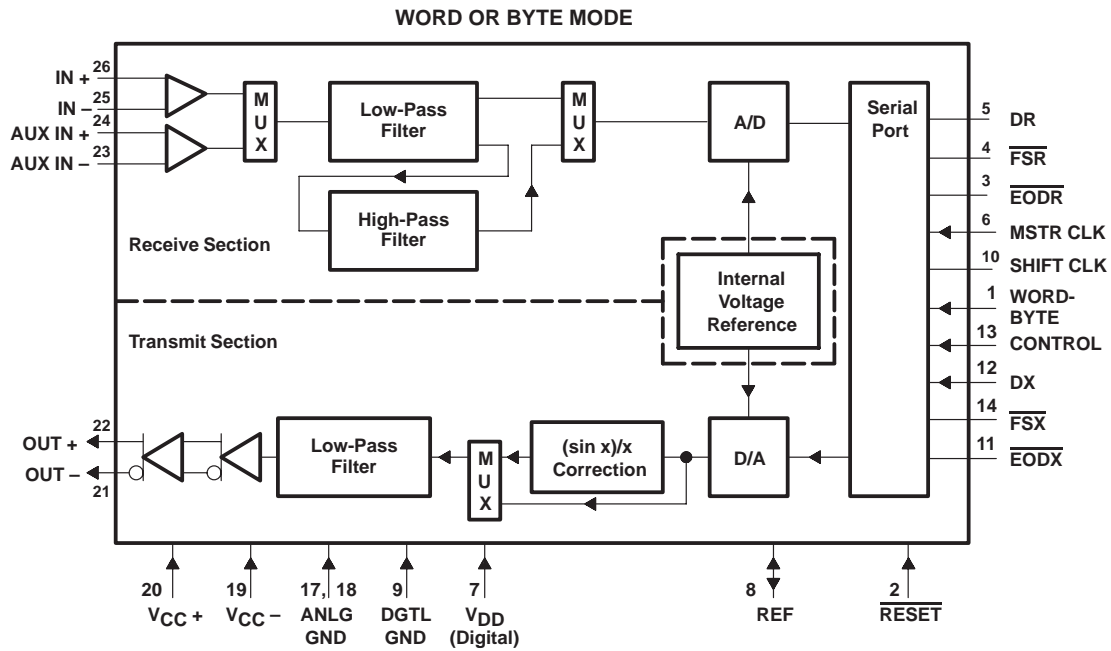 WORD OR BYTE MODE
IN +
26
IN –
25
AUX IN +
24
AUX IN –
23
M
U
X
Low-Pass
Filter
High-Pass
Filter
M
U
X
A/D
Serial
Port
5
DR
4
FSR
3
EODR
6
MSTR CLK
10
SHIFT CLK
1
WORD-
BYTE
13
CONTROL
12
DX
14
FSX
11
EODX
Receive Section
Internal
Voltage
Reference
Transmit Section
22
OUT +
OUT –
21
Low-Pass
Filter
M
U
X
(sin x)/x
Correction
D/A
20
VCC +
19
VCC –
17, 18
ANLG
GND
9
DGTL
GND
7
VDD
(Digital)
8
REF
2
RESET